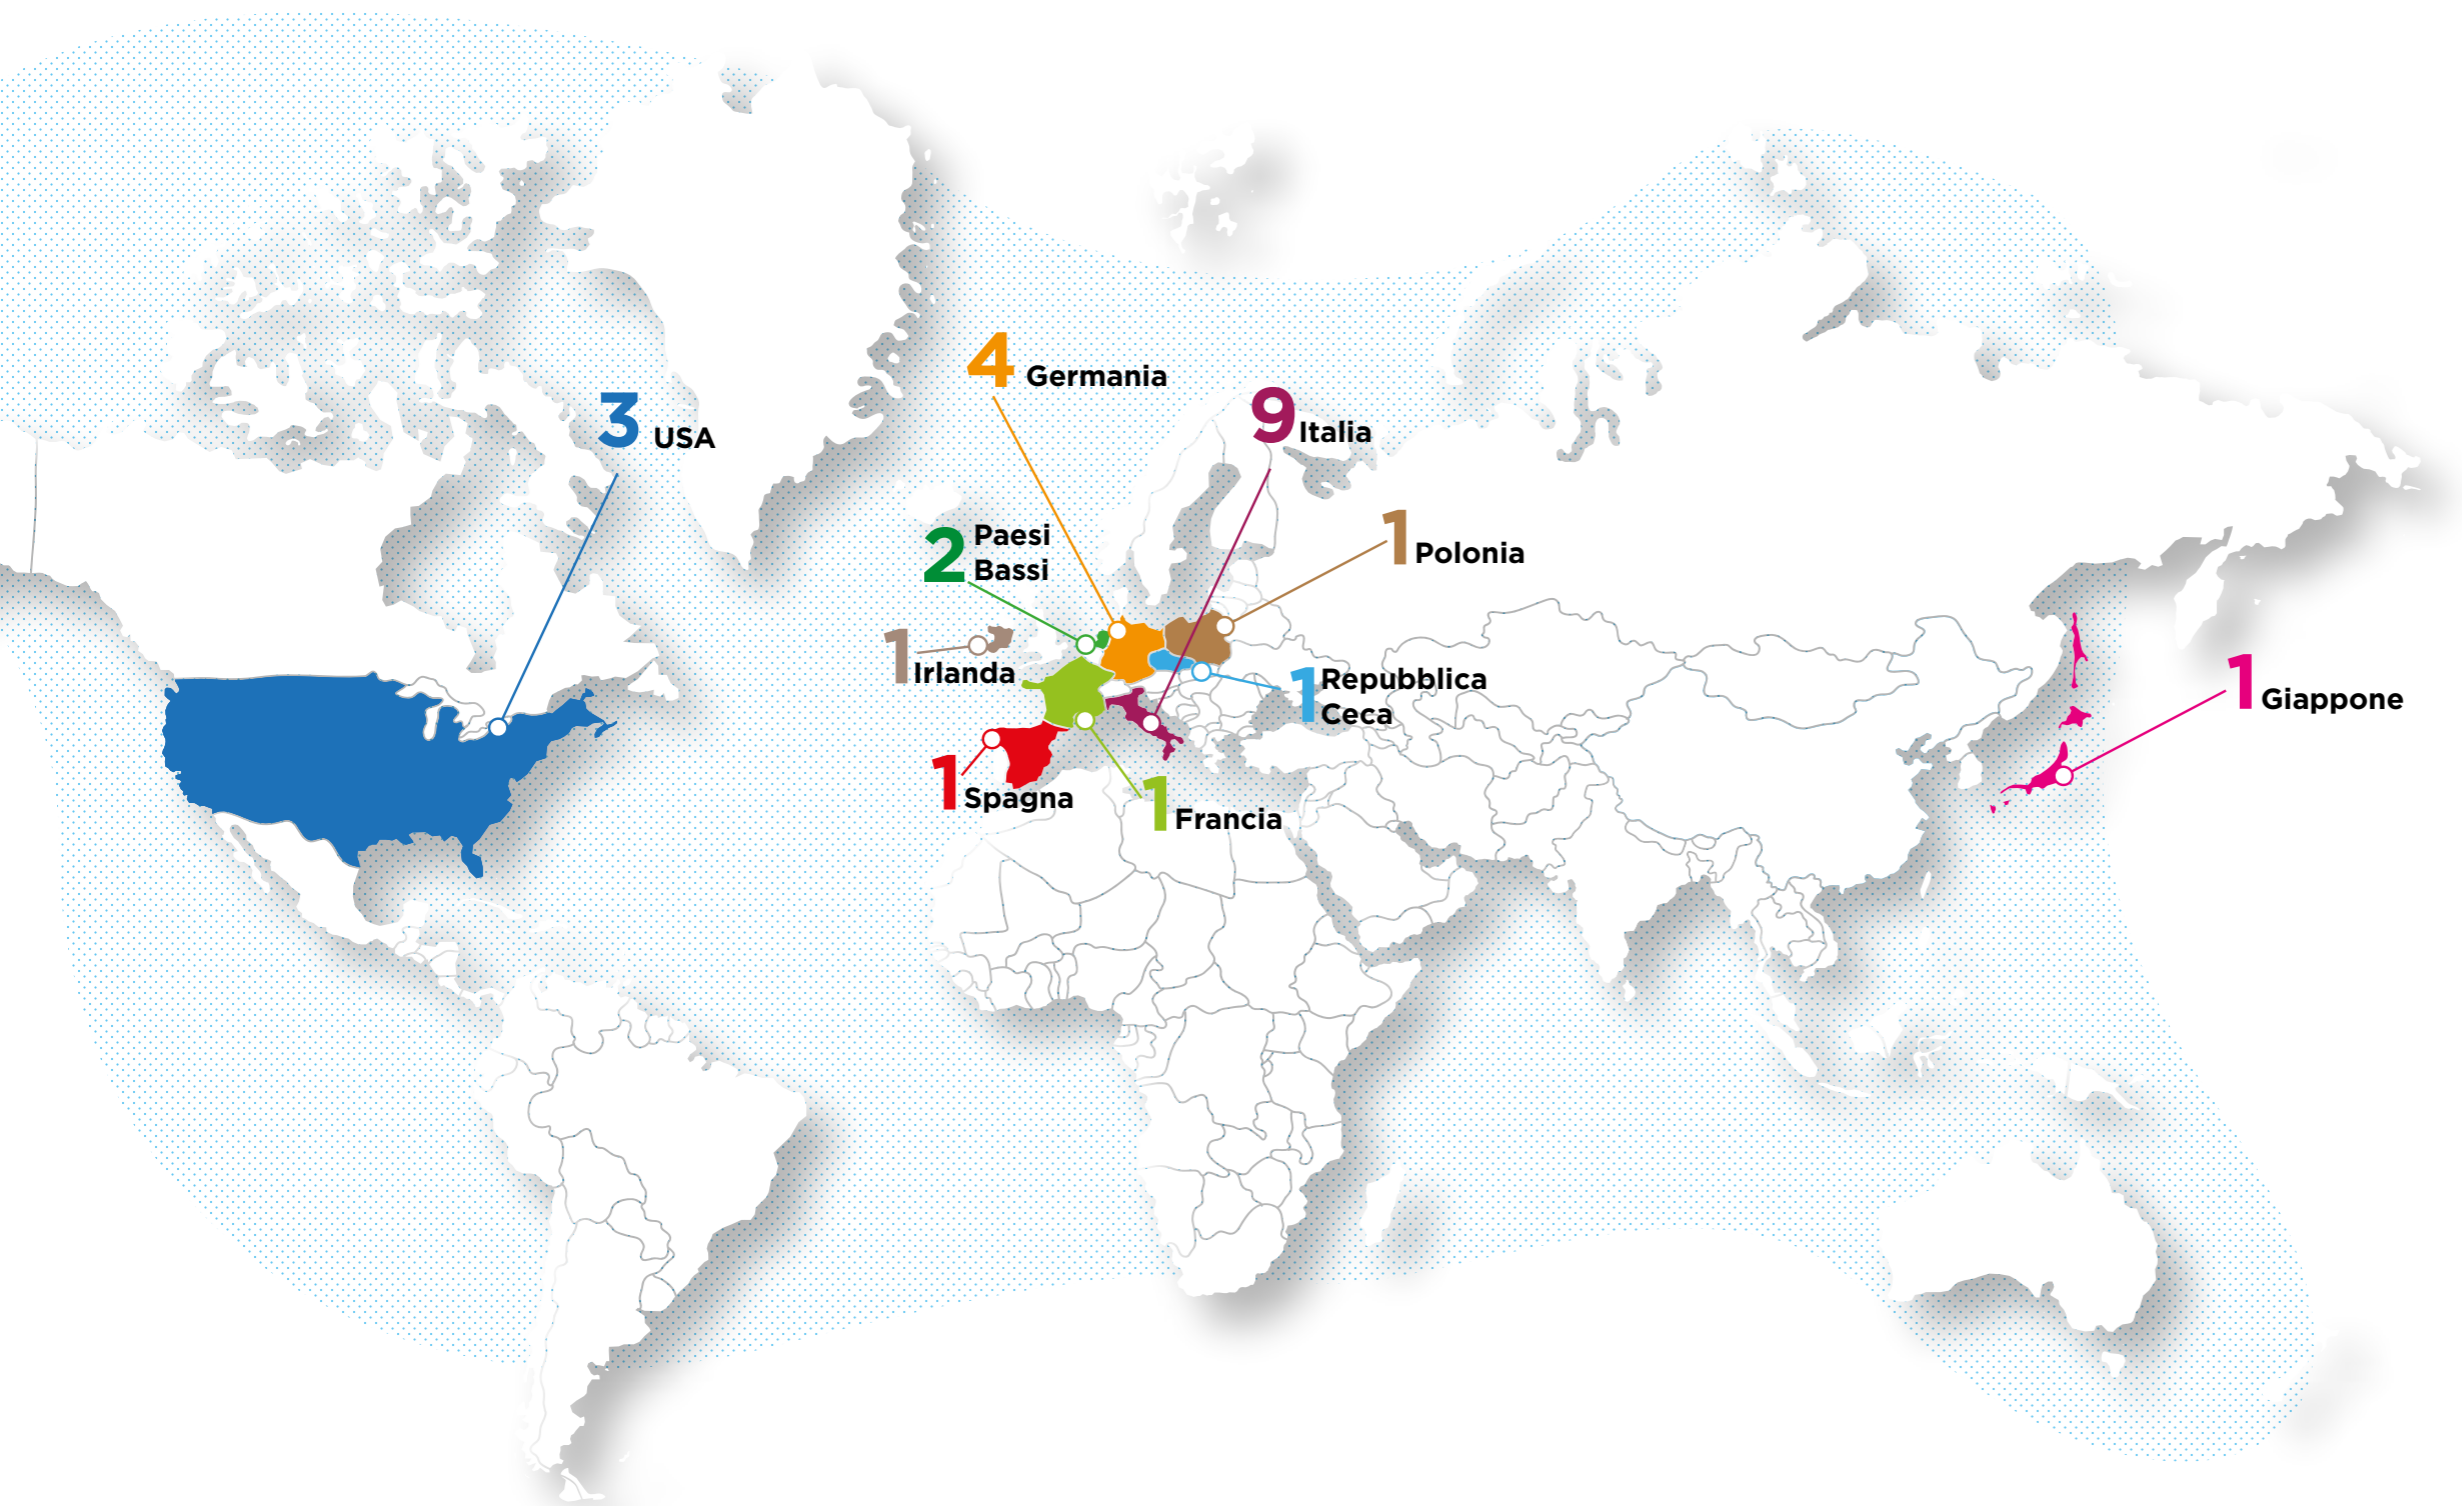 4 Germania
3 USA
9 Italia
2 Paesi
Bassi
1 Polonia
1 Irlanda
1 Repubblica
Ceca
1 Giappone
1 Spagna
1 Francia